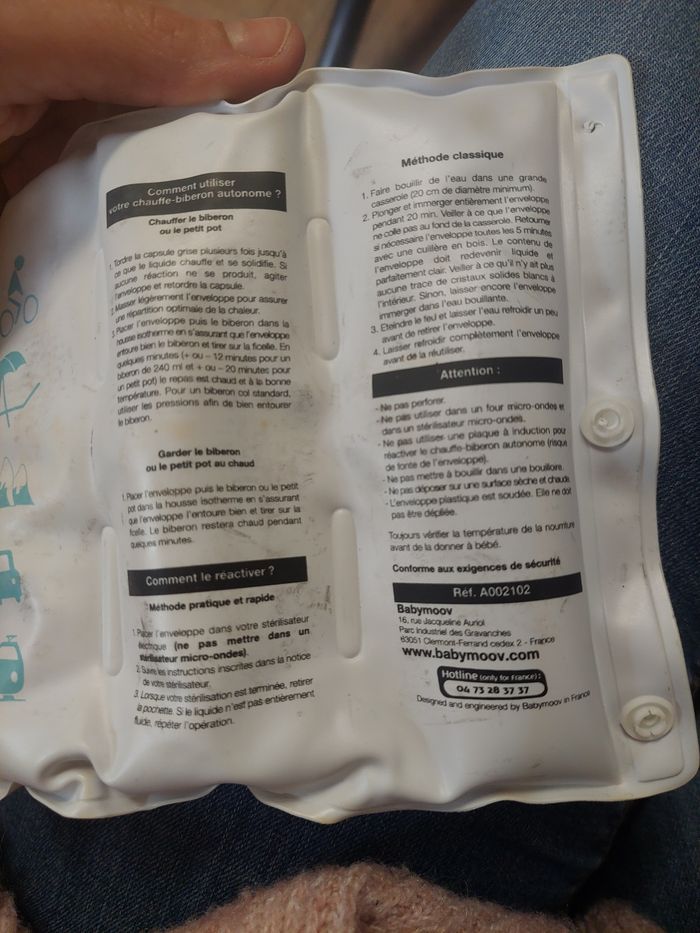 Comment utiliser
votre chauffe-biberon autonome ?
Chauffer le biberon
ou le petit pot
1. Tordre la capsule grise plusieurs fois jusqu'à
ce que le liquide chauffe et se solidifie. Si
aucune réaction ne se produit, agiter
l'enveloppe et retordre la capsule.
2. Masser légèrement l'enveloppe pour assurer
une répartition optimale de la chaleur.
3. Placer l'enveloppe puis le biberon dans la
housse isotherme en s'assurant que l'enveloppe
entoure bien le biberon et tirer sur la ficelle. En
quelques minutes (+ ou – 12 minutes pour un
biberon de 240 ml et + ou – 20 minutes pour
un petit pot) le repas est chaud et à la bonne
température. Pour un biberon col standard,
utiliser les pressions afin de bien entourer
le biberon.
Garder le biberon
ou le petit pot au chaud
1. Placer l'enveloppe puis le biberon ou le petit
pot dans la housse isotherme en s'assurant
que l'enveloppe l'entoure bien et tirer sur la
ficelle. Le biberon restera chaud pendant
quelques minutes.
Comment le réactiver ?
Méthode pratique et rapide
1. Placer l'enveloppe dans votre stérilisateur
électrique (ne pas mettre dans un
stérilisateur micro-ondes).
2. Suivre les instructions inscrites dans la notice
de votre stérilisateur.
3. Lorsque votre stérilisation est terminée, retirer
la pochette. Si le liquide n'est pas entièrement
fluide, répéter l'opération.
Méthode classique
1. Faire bouillir de l'eau dans une grande
casserole (20 cm de diamètre minimum).
2. Plonger et immerger entièrement l'enveloppe
pendant 20 min. Veiller à ce que l'enveloppe
ne colle pas au fond de la casserole. Retourner
si nécessaire l'enveloppe toutes les 5 minutes
avec une cuillère en bois. Le contenu de
l'enveloppe doit redevenir liquide et
parfaitement clair. Veiller à ce qu'il n'y ait plus
aucune trace de cristaux solides blancs à
l'intérieur. Sinon, laisser encore l'enveloppe
immerger dans l'eau bouillante.
3. Eteindre le feu et laisser l'eau refroidir un peu
avant de retirer l'enveloppe.
4. Laisser refroidir complètement l'enveloppe
avant de la réutiliser.
Attention :
- Ne pas perforer.
- Ne pas utiliser dans un four micro-ondes et
dans un stérilisateur micro-ondes.
- Ne pas utiliser une plaque à induction pour
réactiver le chauffe-biberon autonome (risque
de fonte de l'enveloppe).
- Ne pas mettre à bouillir dans une bouilloire.
- Ne pas déposer sur une surface sèche et chaude.
- L'enveloppe plastique est soudée. Elle ne doit
pas être dépliée.
Toujours vérifier la température de la nourriture
avant de la donner à bébé.
Conforme aux exigences de sécurité
Réf. A002102
Babymoov
16, rue Jacqueline Auriol
Parc Industriel des Gravanches
63051 Clermont-Ferrand cedex 2 - France
www.babymoov.com
Hotline (only for France) :
04 73 28 37 37
Designed and engineered by Babymoov in France